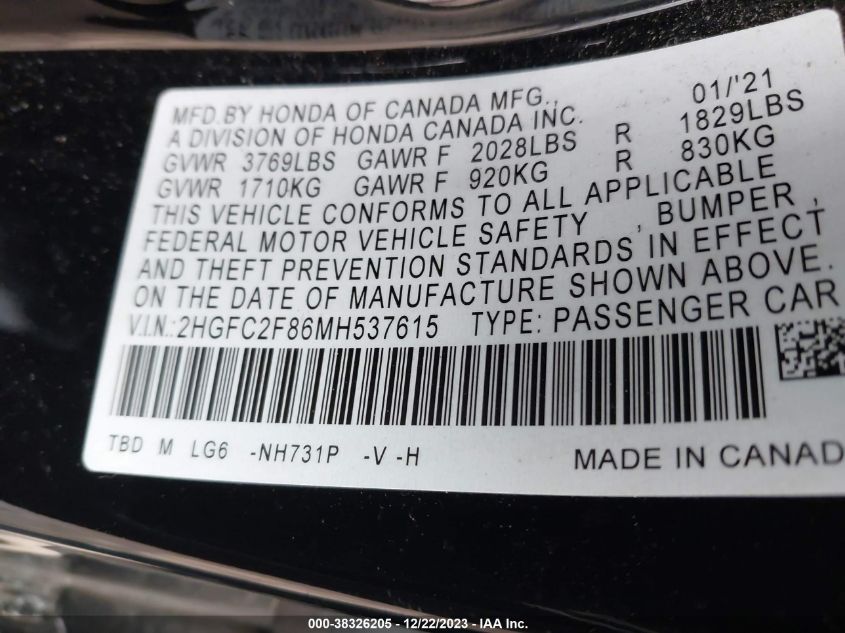 MFD.BY HONDA OF CANADA MFG., 01/'21
A DIVISION OF HONDA CANADA INC.
GVWR 3769LBS GAWR F 2028LBS R 1829LBS
GVWR 1710KG GAWR F 920KG R 830KG
THIS VEHICLE CONFORMS TO ALL APPLICABLE
FEDERAL MOTOR VEHICLE SAFETY , BUMPER ,
AND THEFT PREVENTION STANDARDS IN EFFECT
ON THE DATE OF MANUFACTURE SHOWN ABOVE.
V.I.N.:2HGFC2F86MH537615 TYPE: PASSENGER CAR
TBD M LG6 -NH731P -V -H MADE IN CANAD
000-38326205 - 12/22/2023 - IAA Inc.